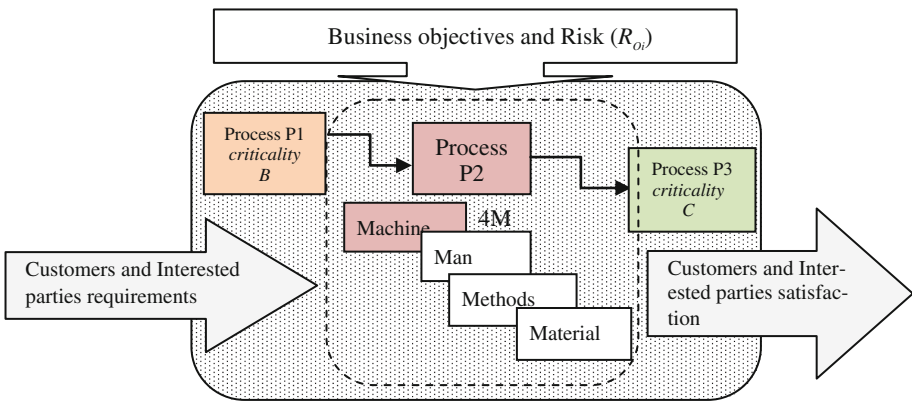 Business objectives and Risk (Roi)
Process P1
criticality
B
Process
P2
Process P3
criticality
C
4M
Machine
Man
Methods
Material
Customers and Interested
parties requirements
Customers and Inter-
ested parties satisfac-
tion